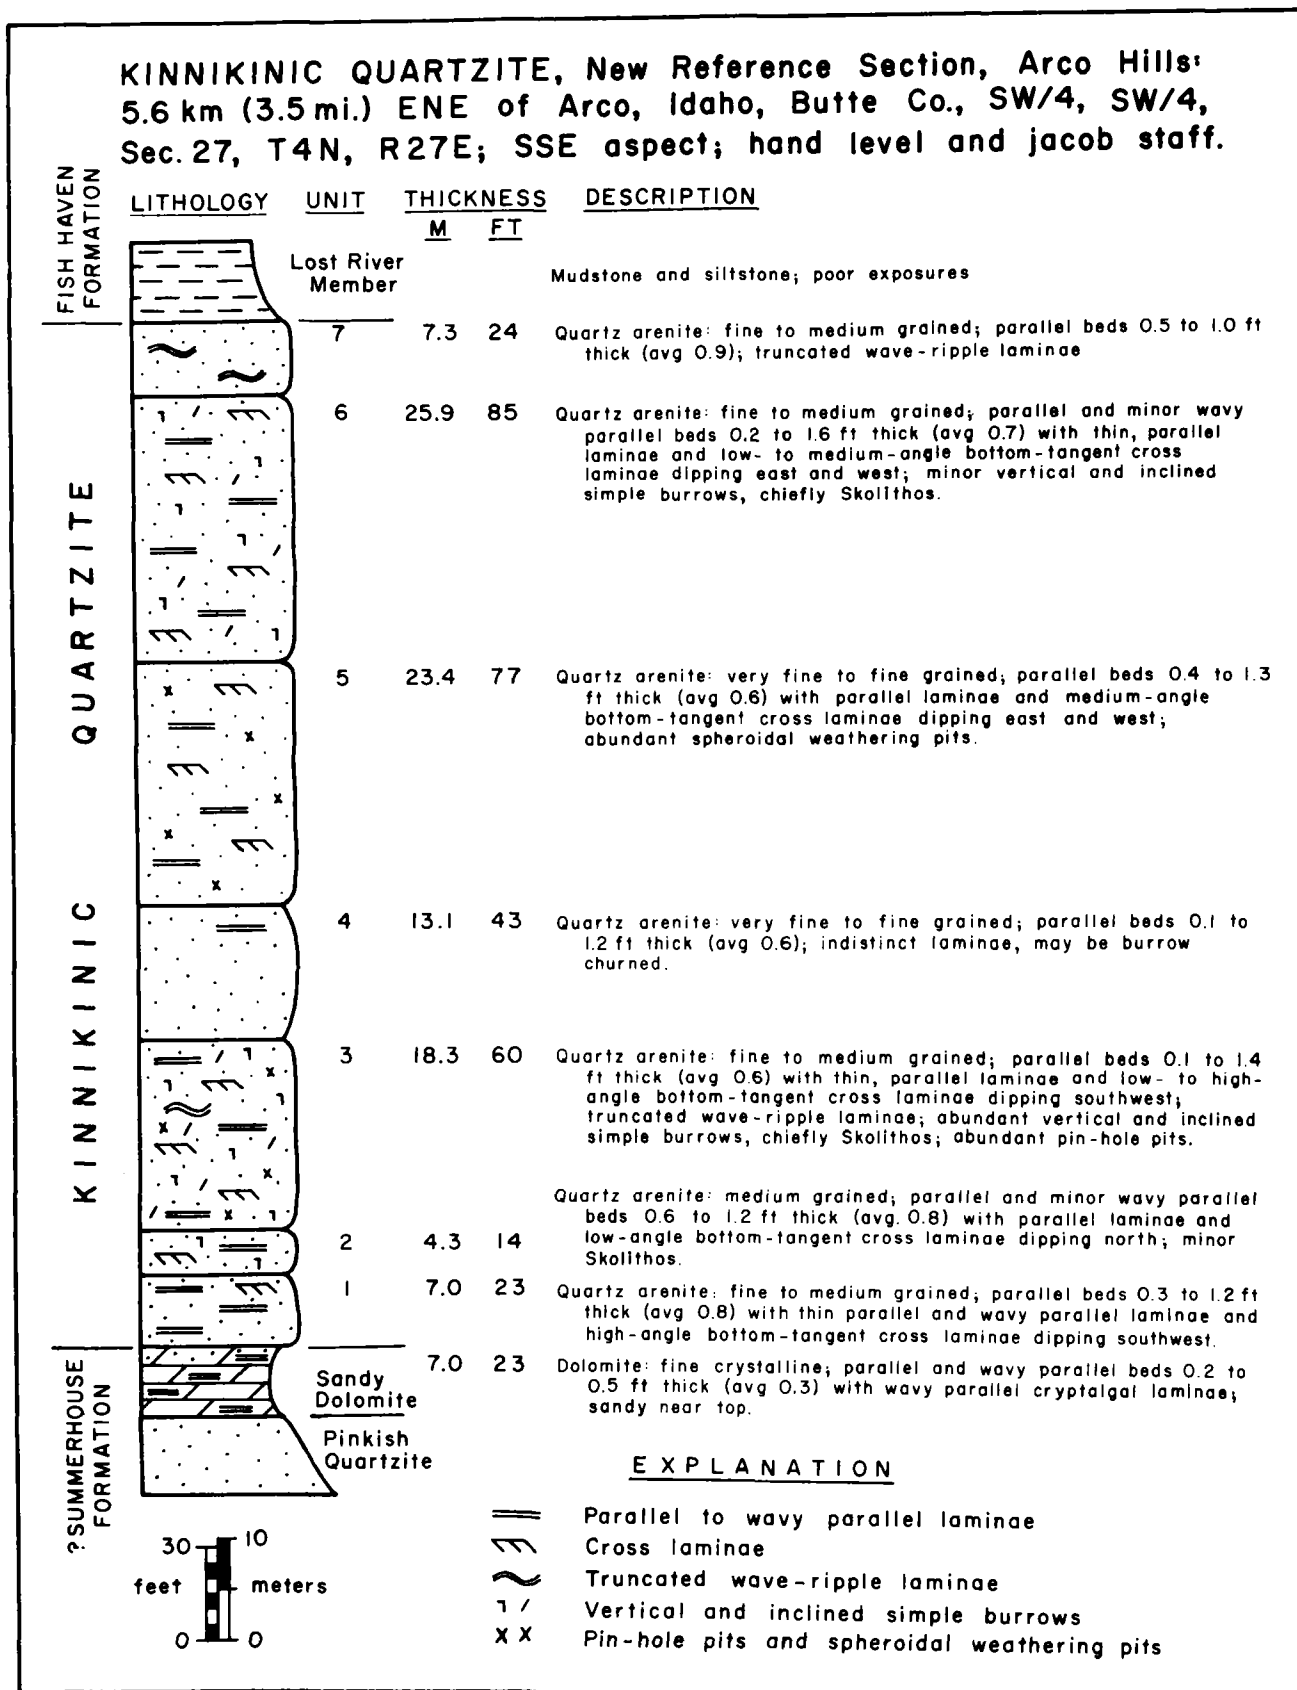 KINNIKINIC QUARTZITE, New Reference Section, Arco Hills:
5.6 km (3.5 mi.) ENE of Arco, Idaho, Butte Co., SW/4, SW/4,
Sec. 27, T4N, R27E; SSE aspect; hand level and jacob staff.
LITHOLOGY UNIT THICKNESS DESCRIPTION
M FT
FISH HAVEN
FORMATION
Lost River
Member
Mudstone and siltstone; poor exposures
KINNIKINIC QUARTZITE
7 7.3 24 Quartz arenite: fine to medium grained; parallel beds 0.5 to 1.0 ft
thick (avg 0.9); truncated wave-ripple laminae
6 25.9 85 Quartz arenite: fine to medium grained; parallel and minor wavy
parallel beds 0.2 to 1.6 ft thick (avg 0.7) with thin, parallel
laminae and low- to medium-angle bottom-tangent cross
laminae dipping east and west; minor vertical and inclined
simple burrows, chiefly Skolithos.
5 23.4 77 Quartz arenite: very fine to fine grained; parallel beds 0.4 to 1.3
ft thick (avg 0.6) with parallel laminae and medium-angle
bottom-tangent cross laminae dipping east and west;
abundant spheroidal weathering pits.
4 13.1 43 Quartz arenite: very fine to fine grained; parallel beds 0.1 to
1.2 ft thick (avg 0.6); indistinct laminae, may be burrow
churned.
3 18.3 60 Quartz arenite: fine to medium grained; parallel beds 0.1 to 1.4
ft thick (avg 0.6) with thin, parallel laminae and low- to high-
angle bottom-tangent cross laminae dipping southwest;
truncated wave-ripple laminae; abundant vertical and inclined
simple burrows, chiefly Skolithos; abundant pin-hole pits.
Quartz arenite: medium grained; parallel and minor wavy parallel
beds 0.6 to 1.2 ft thick (avg. 0.8) with parallel laminae and
2 4.3 14 low-angle bottom-tangent cross laminae dipping north; minor
Skolithos.
1 7.0 23 Quartz arenite: fine to medium grained; parallel beds 0.3 to 1.2 ft
thick (avg 0.8) with thin parallel and wavy parallel laminae and
high-angle bottom-tangent cross laminae dipping southwest.
?SUMMERHOUSE
FORMATION
Sandy
Dolomite
7.0 23 Dolomite: fine crystalline; parallel and wavy parallel beds 0.2 to
0.5 ft thick (avg 0.3) with wavy parallel cryptalgal laminae;
sandy near top.
Pinkish
Quartzite
EXPLANATION
Parallel to wavy parallel laminae
Cross laminae
Truncated wave-ripple laminae
Vertical and inclined simple burrows
X X Pin-hole pits and spheroidal weathering pits
30 10
feet meters
0 0